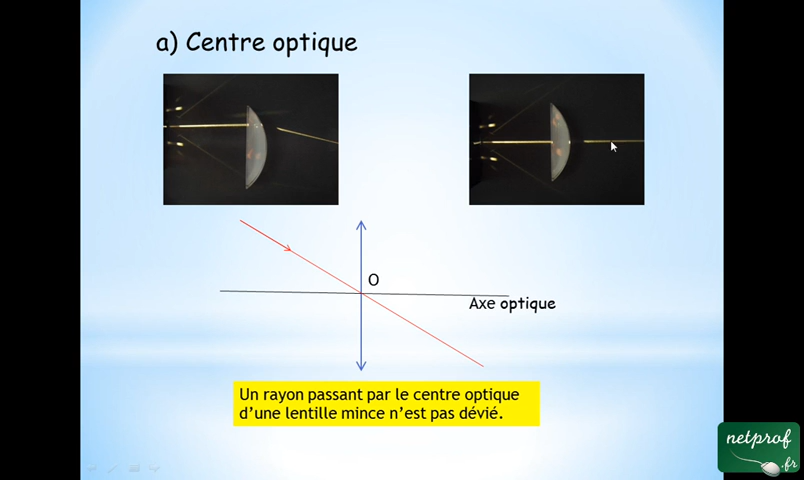 a) Centre optique
O
Axe optique
Un rayon passant par le centre optique
d'une lentille mince n'est pas dévié.
netprof
.fr